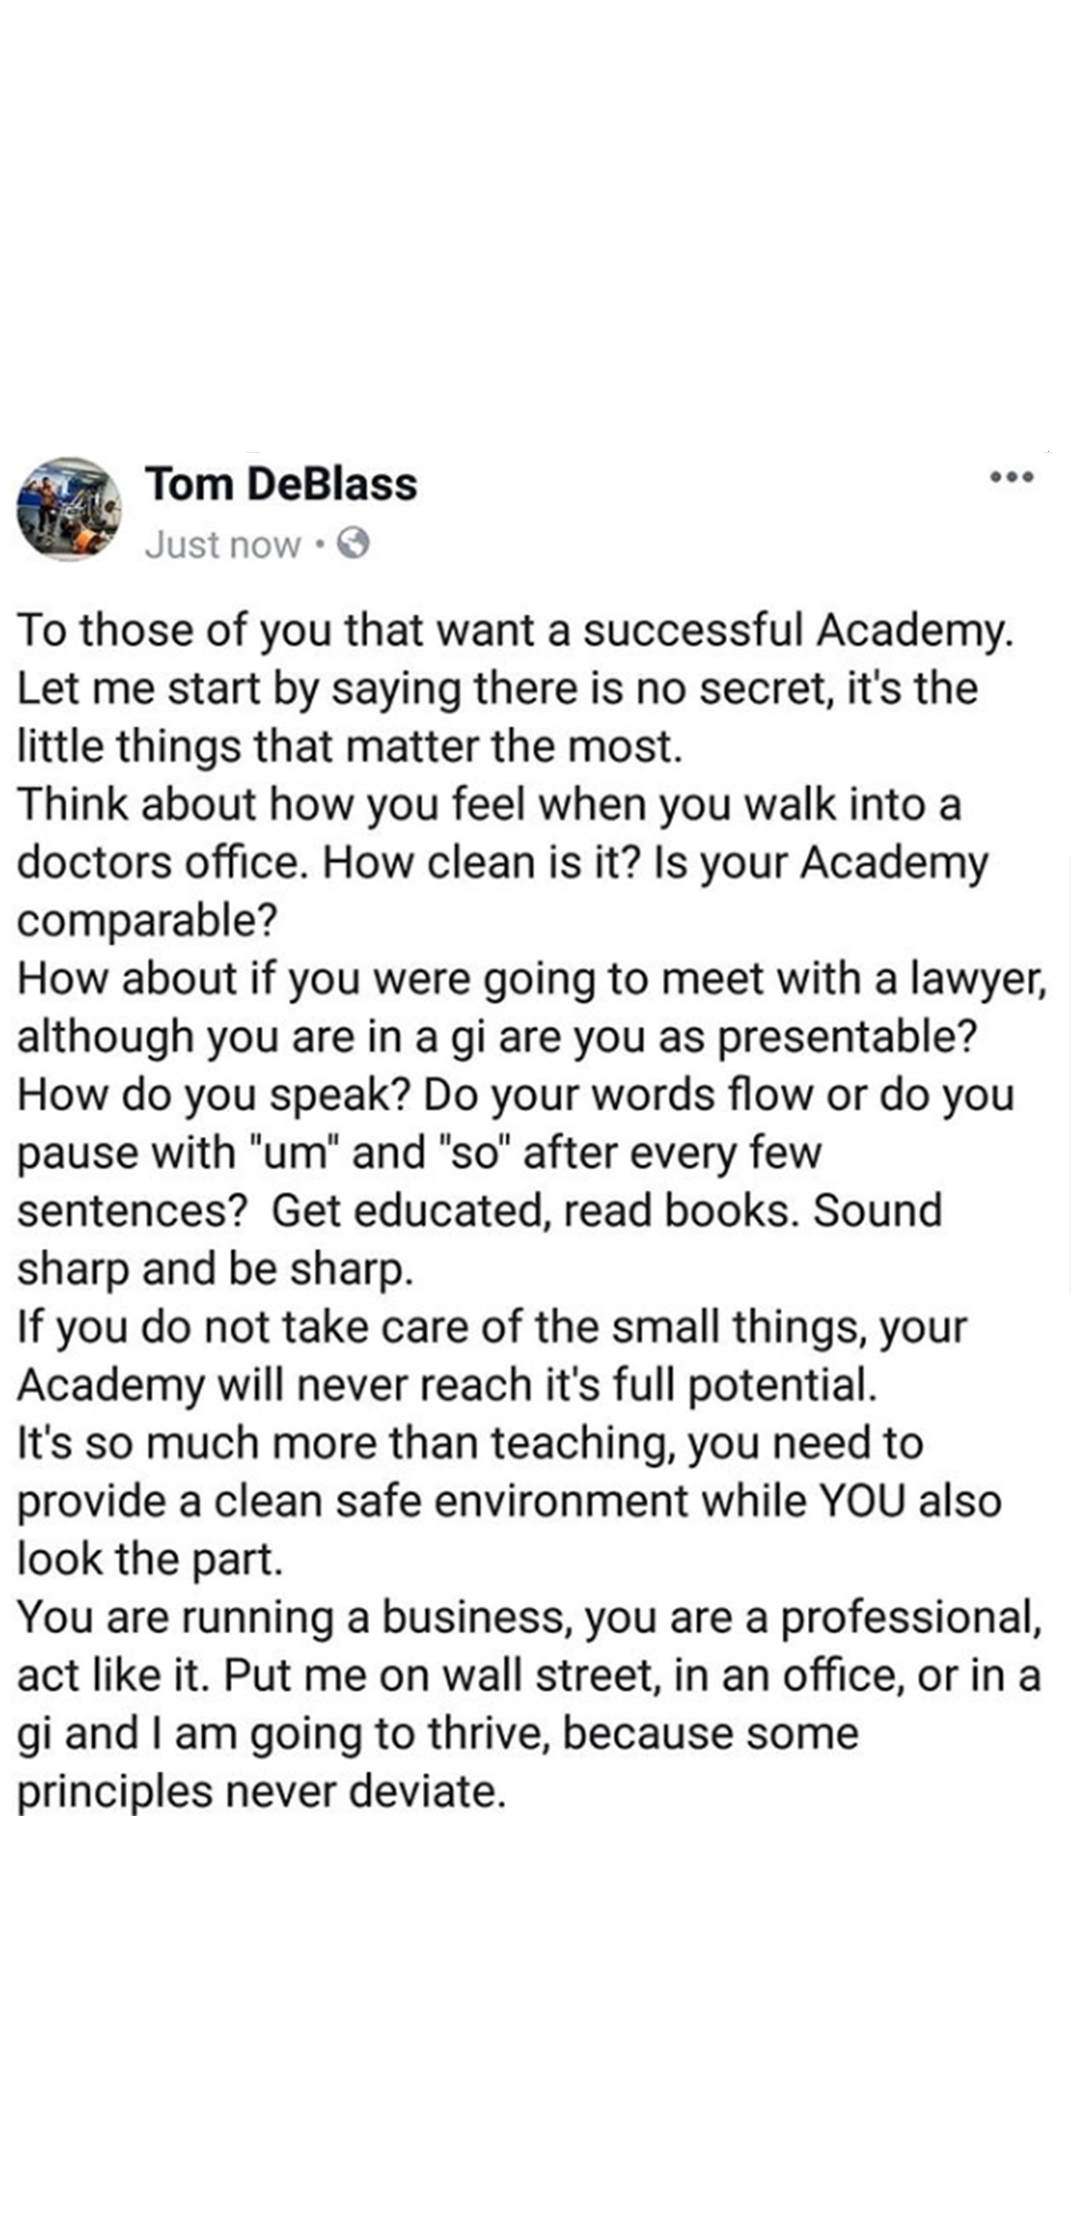 Tom DeBlass
Just now •
To those of you that want a successful Academy.
Let me start by saying there is no secret, it's the
little things that matter the most.
Think about how you feel when you walk into a
doctors office. How clean is it? Is your Academy
comparable?
How about if you were going to meet with a lawyer,
although you are in a gi are you as presentable?
How do you speak? Do your words flow or do you
pause with "um" and "so" after every few
sentences?  Get educated, read books. Sound
sharp and be sharp.
If you do not take care of the small things, your
Academy will never reach it's full potential.
It's so much more than teaching, you need to
provide a clean safe environment while YOU also
look the part.
You are running a business, you are a professional,
act like it. Put me on wall street, in an office, or in a
gi and I am going to thrive, because some
principles never deviate.